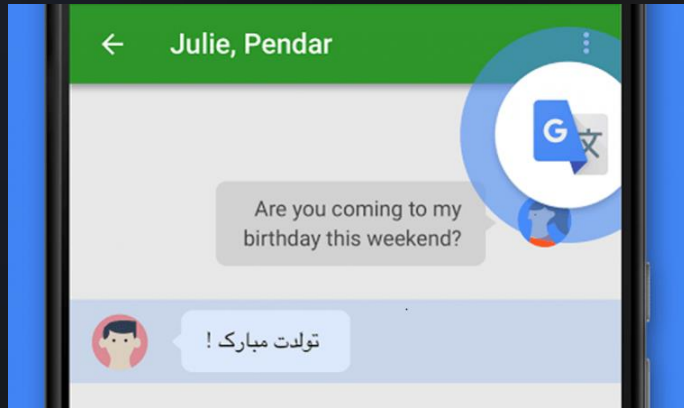 Julie, Pendar
G 文
Are you coming to my
birthday this weekend?
تولدت مبارک !